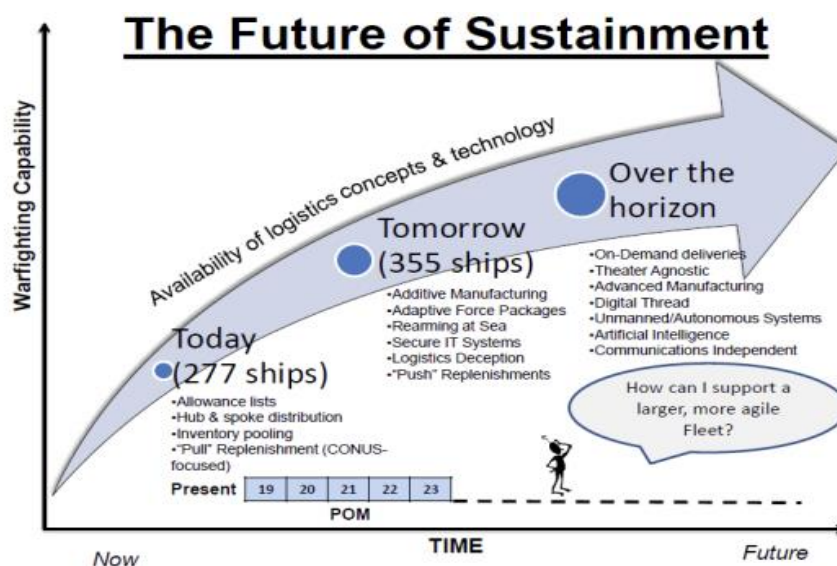 The Future of Sustainment
Warfighting Capability
Availability of logistics concepts & technology
Over the
horizon
•On-Demand deliveries
•Theater Agnostic
•Advanced Manufacturing
•Digital Thread
•Unmanned/Autonomous Systems
•Artificial Intelligence
•Communications Independent
Tomorrow
(355 ships)
•Additive Manufacturing
•Adaptive Force Packages
•Rearming at Sea
•Secure IT Systems
•Logistics Deception
•"Push" Replenishments
Today
(277 ships)
•Allowance lists
•Hub & spoke distribution
•Inventory pooling
•"Pull" Replenishment (CONUS-
focused)
How can I support a
larger, more agile
Fleet?
Present 19 20 21 22 23
POM
TIME
Now
Future